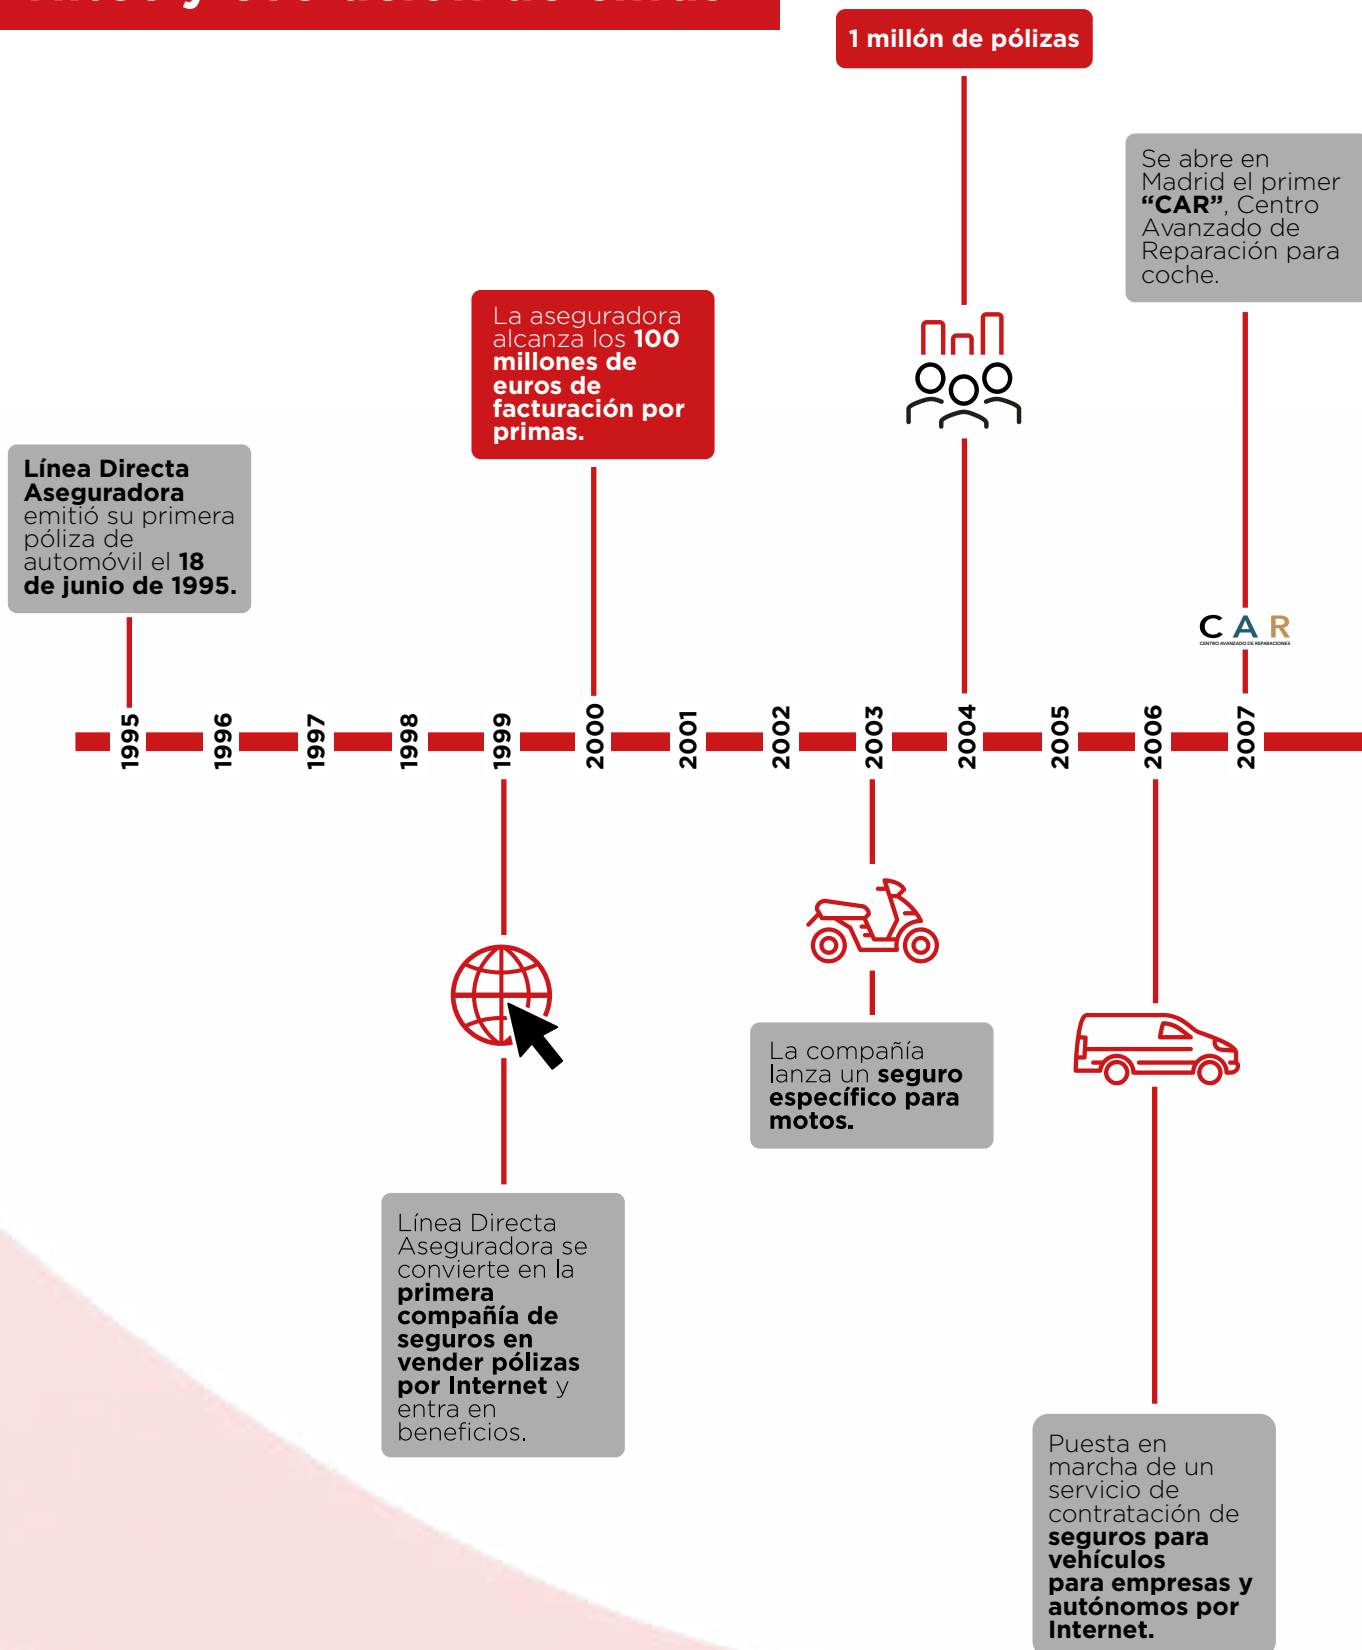 1 millón de pólizas
Se abre en
Madrid el primer
“CAR”, Centro
Avanzado de
Reparación para
coche.
La aseguradora
alcanza los 100
millones de
euros de
facturación por
primas.
Línea Directa
Aseguradora
emitió su primera
póliza de
automóvil el 18
de junio de 1995.
C A R
CENTRO AVANZADO DE REPARACIONES
1995
1996
1997
1998
1999
2000
2001
2002
2003
2004
2005
2006
2007
La compañía
lanza un seguro
específico para
motos.
Línea Directa
Aseguradora se
convierte en la
primera
compañía de
seguros en
vender pólizas
por Internet y
entra en
beneficios.
Puesta en
marcha de un
servicio de
contratación de
seguros para
vehículos
para empresas y
autónomos por
Internet.